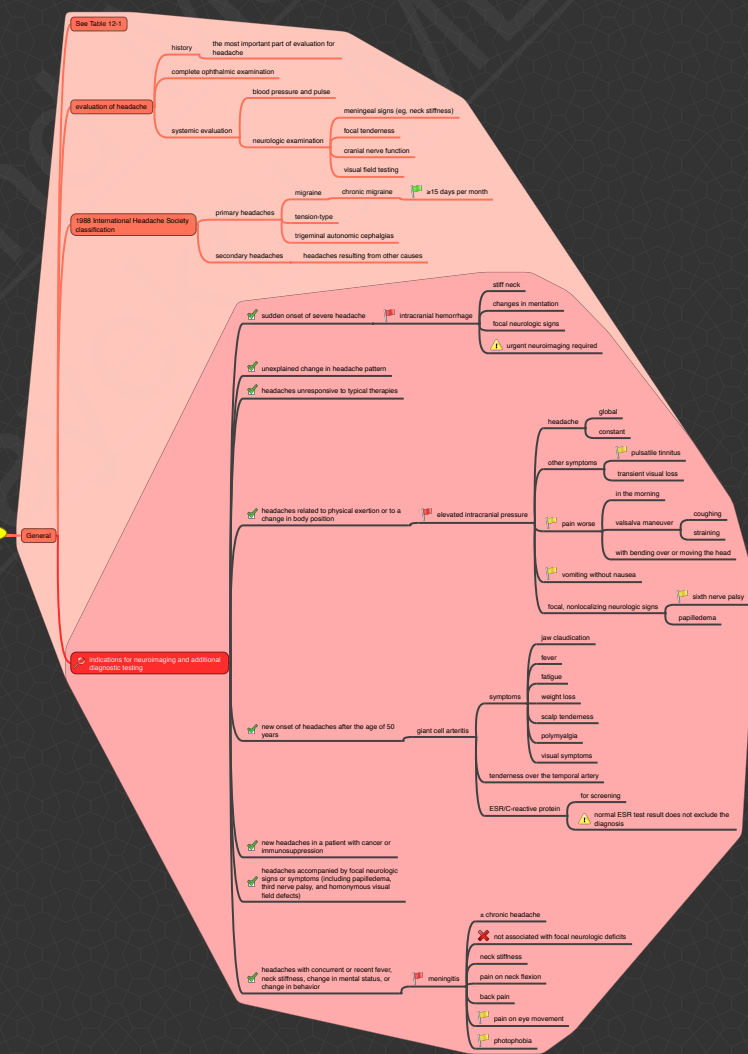 See Table 12-1
evaluation of headache
history
the most important part of evaluation for
headache
complete ophthalmic examination
systemic evaluation
blood pressure and pulse
neurologic examination
meningeal signs (eg, neck stiffness)
focal tenderness
cranial nerve function
visual field testing
1988 International Headache Society
classification
primary headaches
migraine
chronic migraine
≥15 days per month
tension-type
trigeminal autonomic cephalgias
secondary headaches
headaches resulting from other causes
General
indications for neuroimaging and additional
diagnostic testing
sudden onset of severe headache
intracranial hemorrhage
stiff neck
changes in mentation
focal neurologic signs
urgent neuroimaging required
unexplained change in headache pattern
headaches unresponsive to typical therapies
headaches related to physical exertion or to a
change in body position
elevated intracranial pressure
headache
global
constant
other symptoms
pulsatile tinnitus
transient visual loss
pain worse
in the morning
valsalva maneuver
coughing
straining
with bending over or moving the head
vomiting without nausea
focal, nonlocalizing neurologic signs
sixth nerve palsy
papilledema
new onset of headaches after the age of 50
years
giant cell arteritis
symptoms
jaw claudication
fever
fatigue
weight loss
scalp tenderness
polymyalgia
visual symptoms
tenderness over the temporal artery
ESR/C-reactive protein
for screening
normal ESR test result does not exclude the
diagnosis
new headaches in a patient with cancer or
immunosuppression
headaches accompanied by focal neurologic
signs or symptoms (including papilledema,
third nerve palsy, and homonymous visual
field defects)
headaches with concurrent or recent fever,
neck stiffness, change in mental status, or
change in behavior
meningitis
± chronic headache
not associated with focal neurologic deficits
neck stiffness
pain on neck flexion
back pain
pain on eye movement
photophobia